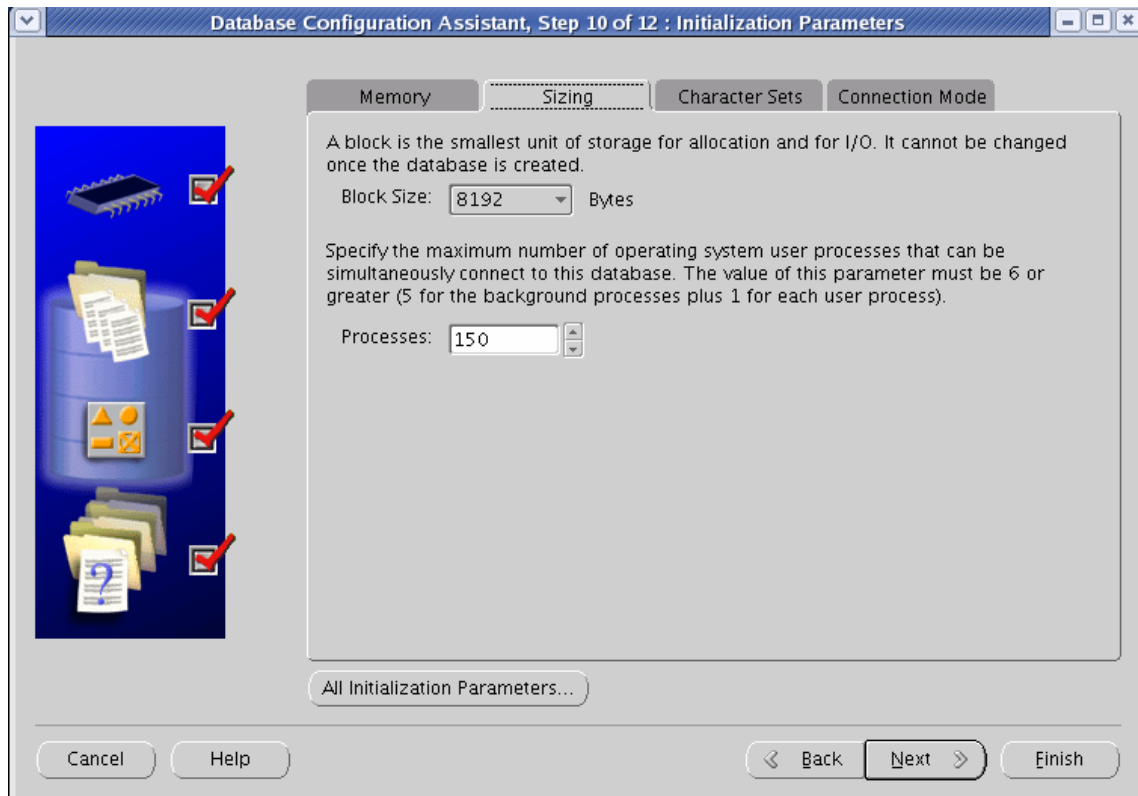 Database Configuration Assistant, Step 10 of 12 : Initialization Parameters
Memory
Sizing
Character Sets
Connection Mode
A block is the smallest unit of storage for allocation and for I/O. It cannot be changed
once the database is created.
Block Size: 8192 Bytes
Specify the maximum number of operating system user processes that can be
simultaneously connect to this database. The value of this parameter must be 6 or
greater (5 for the background processes plus 1 for each user process).
Processes: 150
?
All Initialization Parameters...
Cancel
Help
Back
Next
Finish